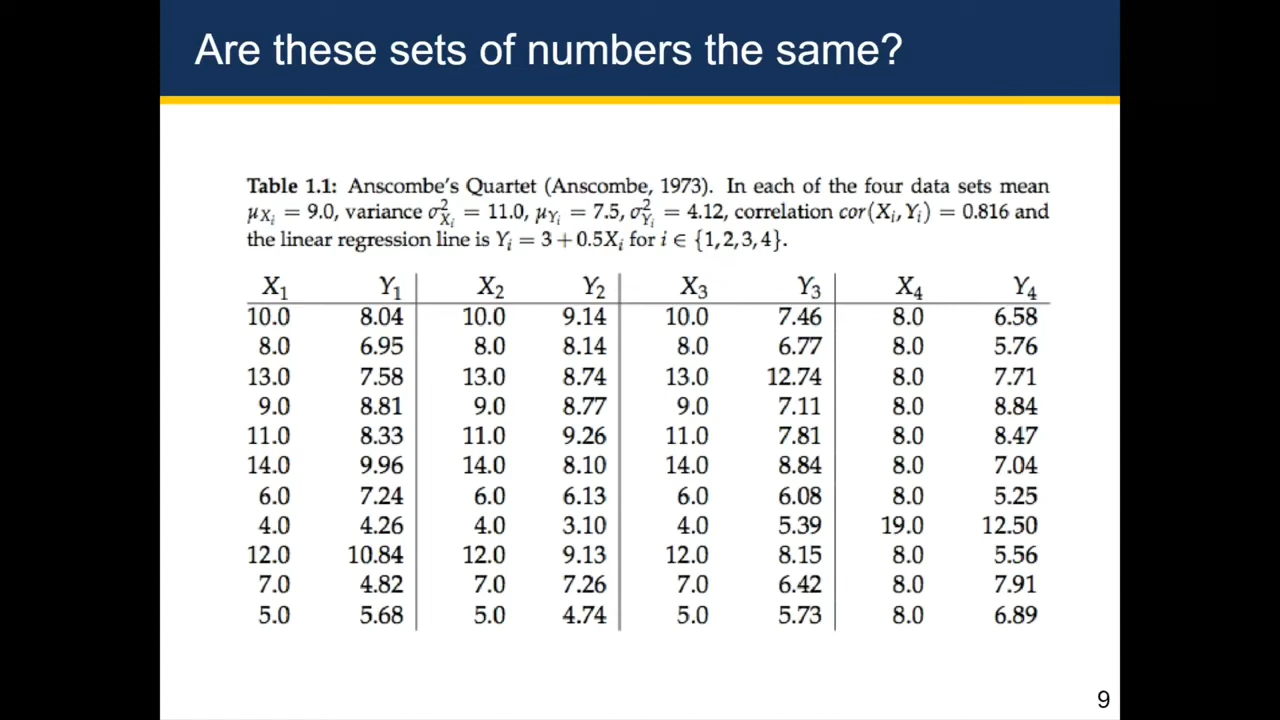 Are these sets of numbers the same?
Table 1.1: Anscombe's Quartet (Anscombe, 1973). In each of the four data sets mean
μXi = 9.0, variance σ²Xi = 11.0, μYi = 7.5, σ²Yi = 4.12, correlation cor(Xi, Yi) = 0.816 and
the linear regression line is Yi = 3 + 0.5Xi for i ∈ {1, 2, 3, 4}.
X1 Y1 X2 Y2 X3 Y3 X4 Y4
10.0 8.04 10.0 9.14 10.0 7.46 8.0 6.58
8.0 6.95 8.0 8.14 8.0 6.77 8.0 5.76
13.0 7.58 13.0 8.74 13.0 12.74 8.0 7.71
9.0 8.81 9.0 8.77 9.0 7.11 8.0 8.84
11.0 8.33 11.0 9.26 11.0 7.81 8.0 8.47
14.0 9.96 14.0 8.10 14.0 8.84 8.0 7.04
6.0 7.24 6.0 6.13 6.0 6.08 8.0 5.25
4.0 4.26 4.0 3.10 4.0 5.39 19.0 12.50
12.0 10.84 12.0 9.13 12.0 8.15 8.0 5.56
7.0 4.82 7.0 7.26 7.0 6.42 8.0 7.91
5.0 5.68 5.0 4.74 5.0 5.73 8.0 6.89
9